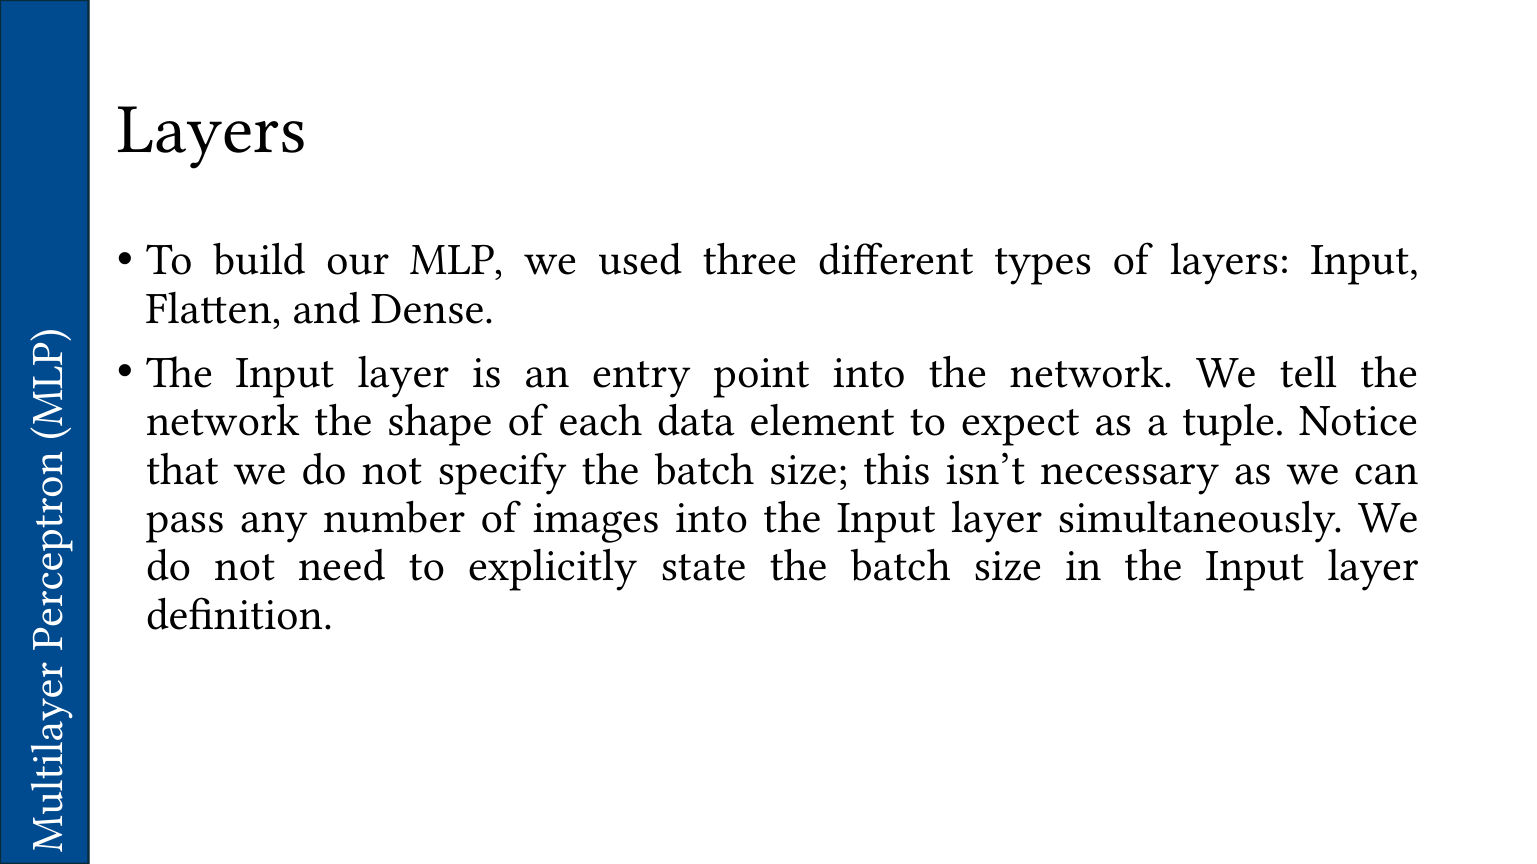 Multilayer Perceptron (MLP)
Layers
• To build our MLP, we used three different types of layers: Input,
Flatten, and Dense.
• The Input layer is an entry point into the network. We tell the
network the shape of each data element to expect as a tuple. Notice
that we do not specify the batch size; this isn’t necessary as we can
pass any number of images into the Input layer simultaneously. We
do not need to explicitly state the batch size in the Input layer
definition.